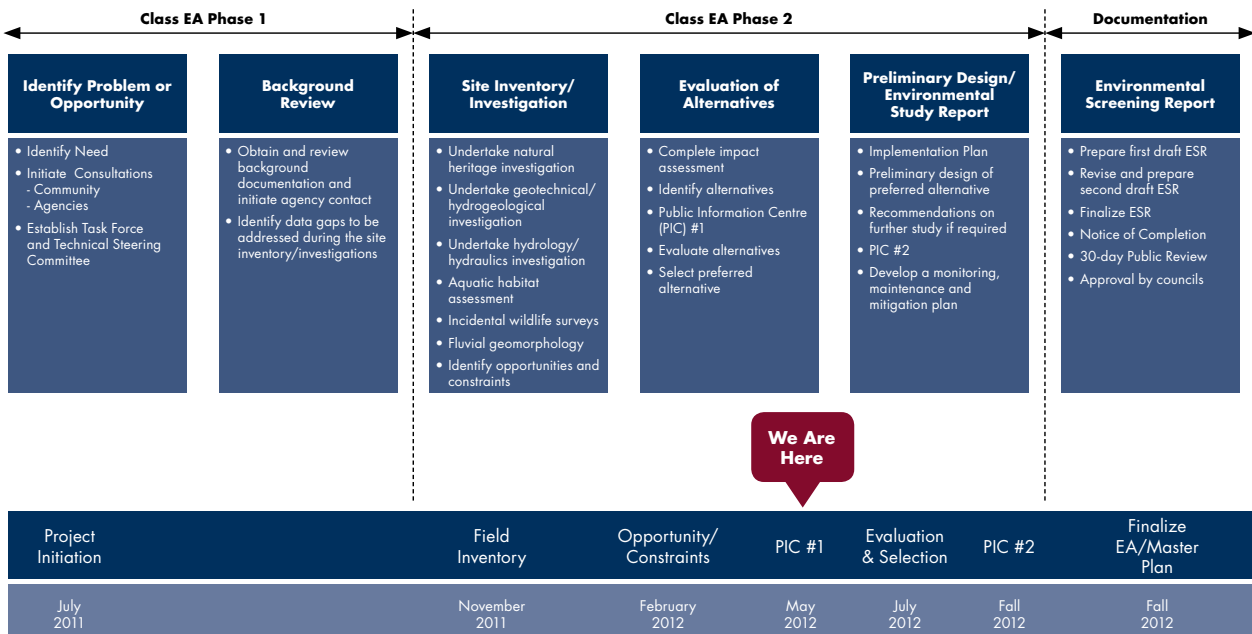 Class EA Phase 1
Class EA Phase 2
Documentation
Identify Problem or
Opportunity
• Identify Need
• Initiate Consultations
- Community
- Agencies
• Establish Task Force
and Technical Steering
Committee
Background
Review
• Obtain and review
background
documentation and
initiate agency contact
• Identify data gaps to be
addressed during the site
inventory/investigations
Site Inventory/
Investigation
• Undertake natural
heritage investigation
• Undertake geotechnical/
hydrogeological
investigation
• Undertake hydrology/
hydraulics investigation
• Aquatic habitat
assessment
• Incidental wildlife surveys
• Fluvial geomorphology
• Identify opportunities and
constraints
Evaluation of
Alternatives
• Complete impact
assessment
• Identify alternatives
• Public Information Centre
(PIC) #1
• Evaluate alternatives
• Select preferred
alternative
Preliminary Design/
Environmental
Study Report
• Implementation Plan
• Preliminary design of
preferred alternative
• Recommendations on
further study if required
• PIC #2
• Develop a monitoring,
maintenance and
mitigation plan
Environmental
Screening Report
• Prepare first draft ESR
• Revise and prepare
second draft ESR
• Finalize ESR
• Notice of Completion
• 30-day Public Review
• Approval by councils
We Are
Here
Project
Initiation
Field
Inventory
Opportunity/
Constraints
PIC #1
Evaluation
& Selection
PIC #2
Finalize
EA/Master
Plan
July
2011
November
2011
February
2012
May
2012
July
2012
Fall
2012
Fall
2012